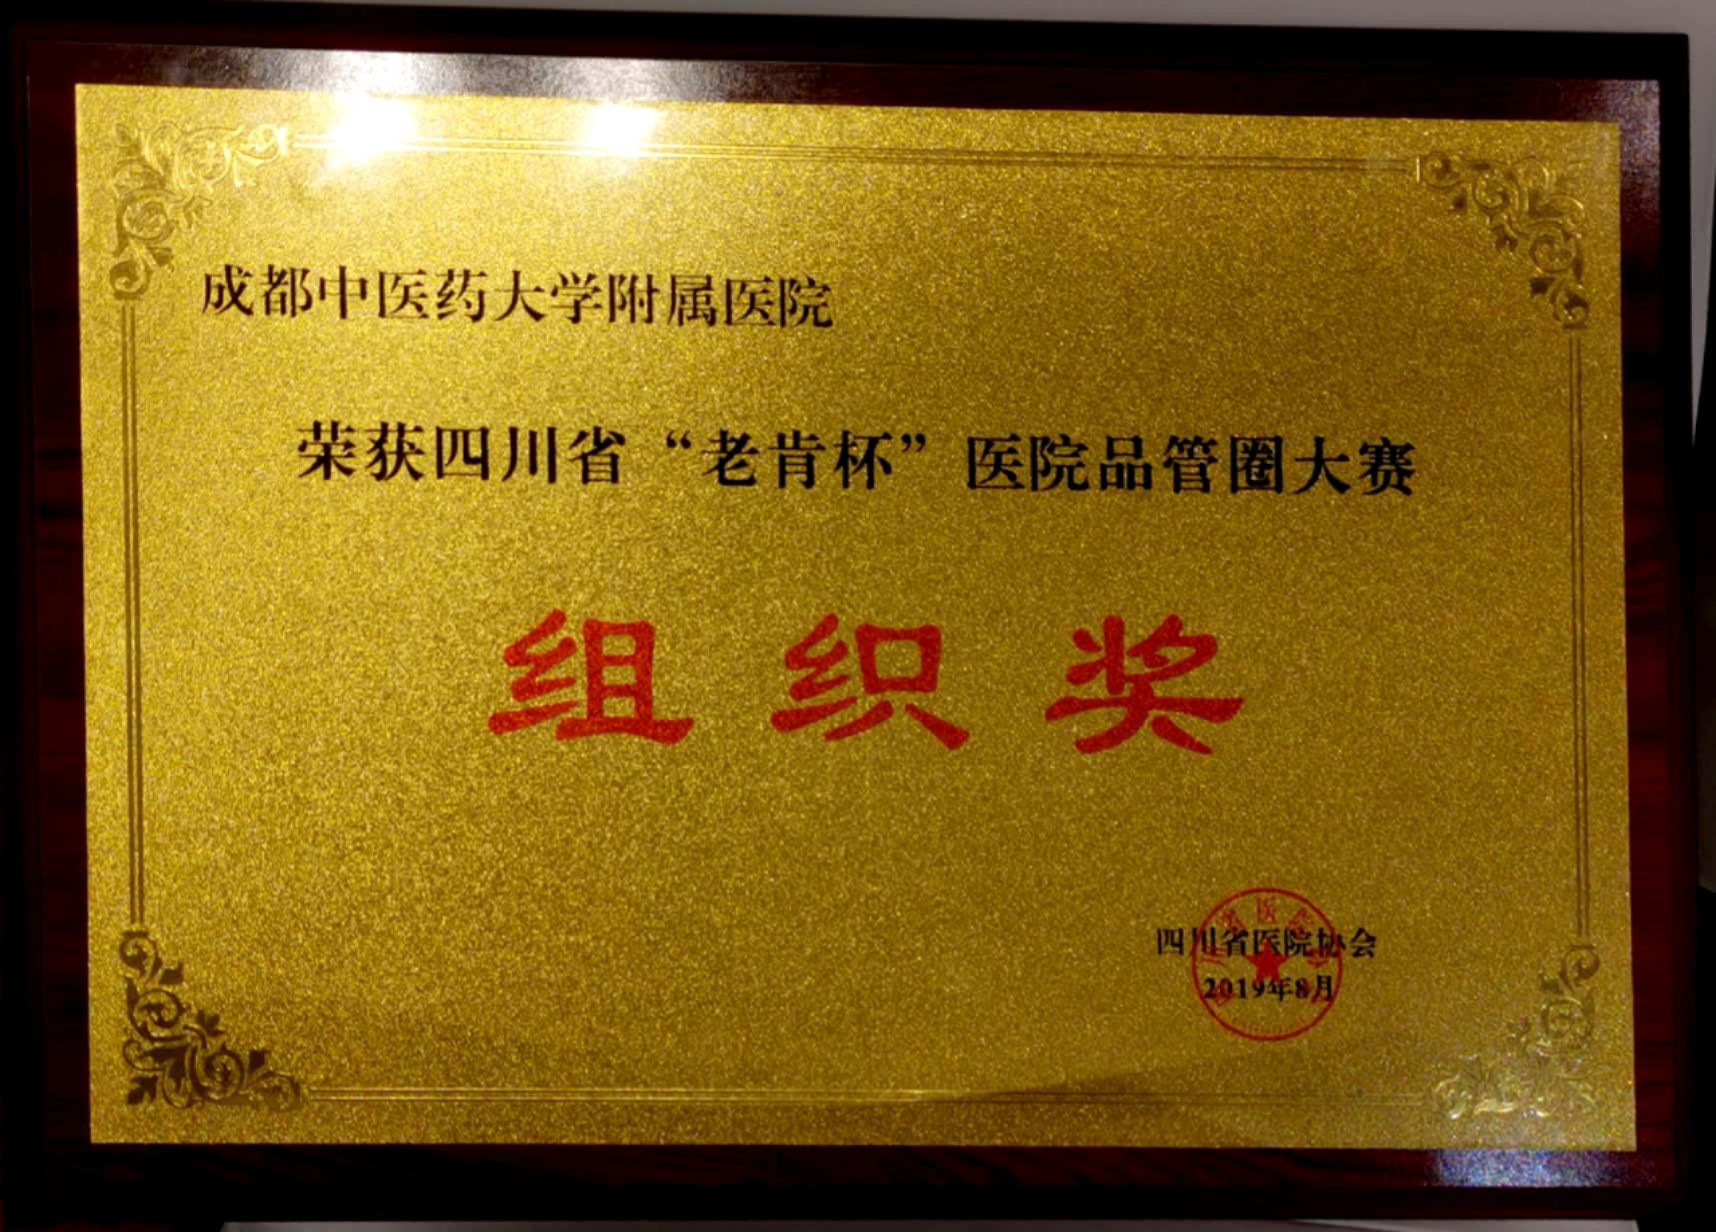 成都中医药大学附属医院
荣获四川省“老肯杯”医院品管圈大赛
组织奖
四川省医院协会
2019年8月